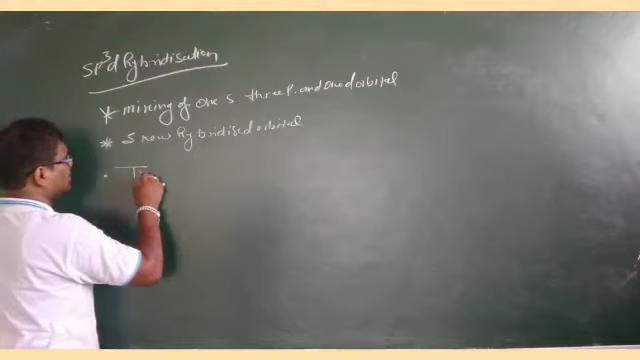 sp³d Hybridisation
* mixing of one s three p. and one d orbital
* 5 new Hybridised orbital
. T